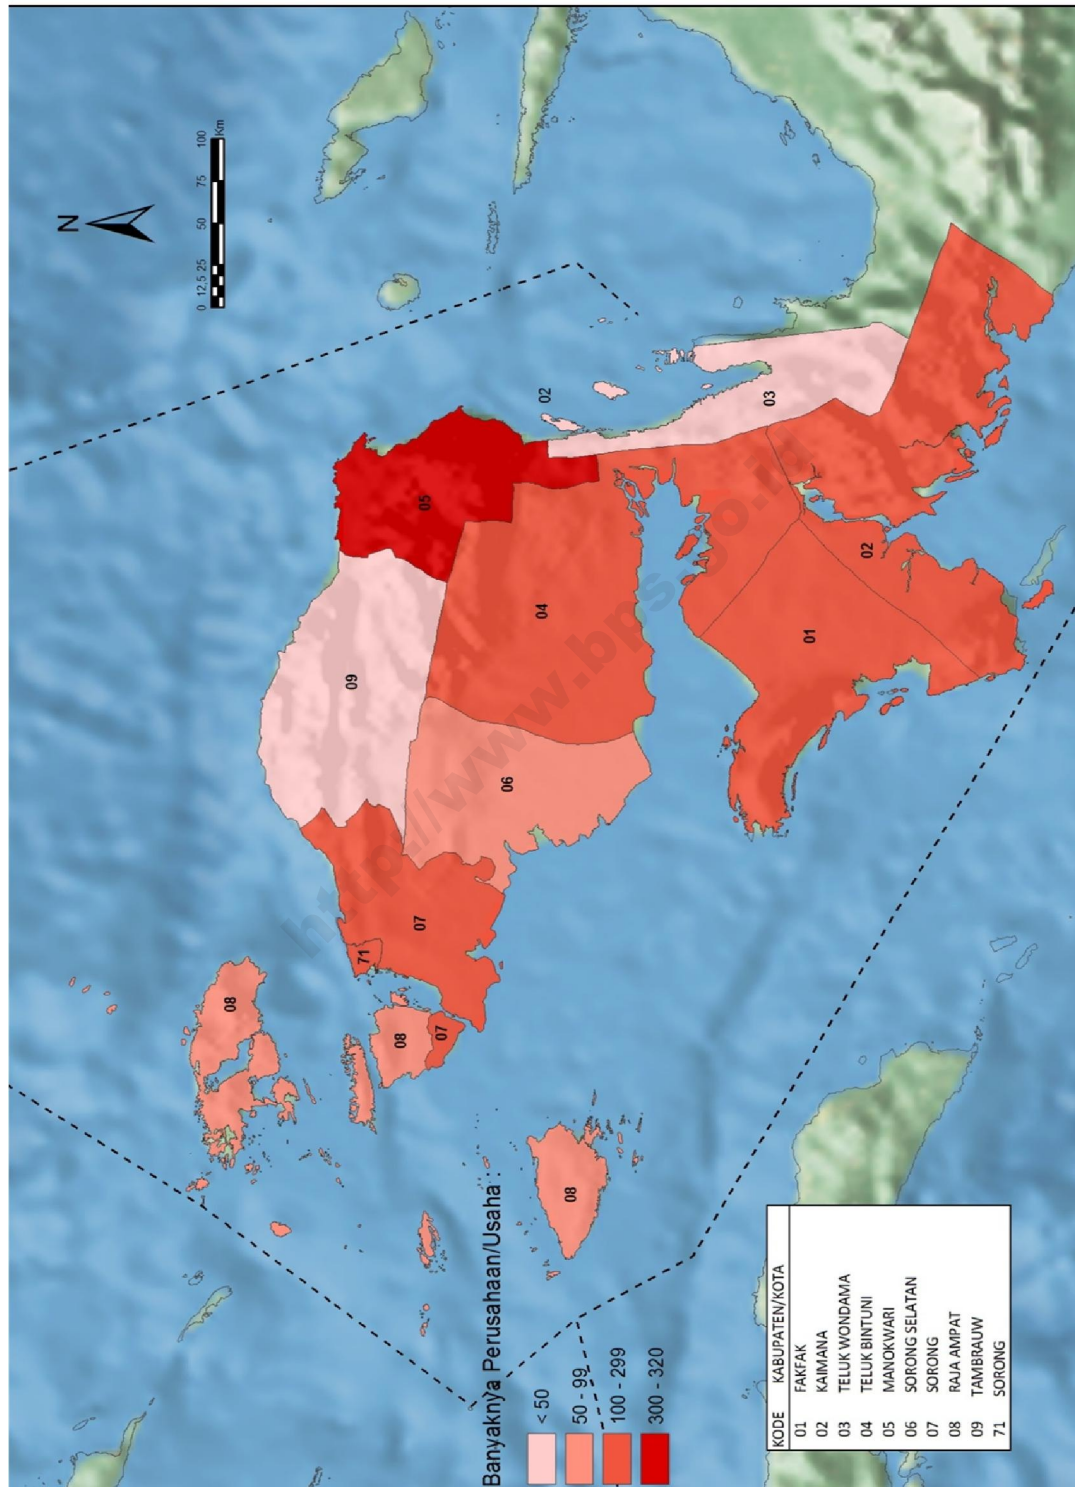 N
0 12,5 25 50 75 100
Km
08
71
07
09
05
08
07
06
04
02
03
08
01
02
http://www.bps.go.id
Banyaknya Perusahaan/Usaha :
< 50
50 - 99
100 - 299
300 - 320
KODE KABUPATEN/KOTA
01 FAKFAK
02 KAIMANA
03 TELUK WONDAMA
04 TELUK BINTUNI
05 MANOKWARI
06 SORONG SELATAN
07 SORONG
08 RAJA AMPAT
09 TAMBRAUW
71 SORONG